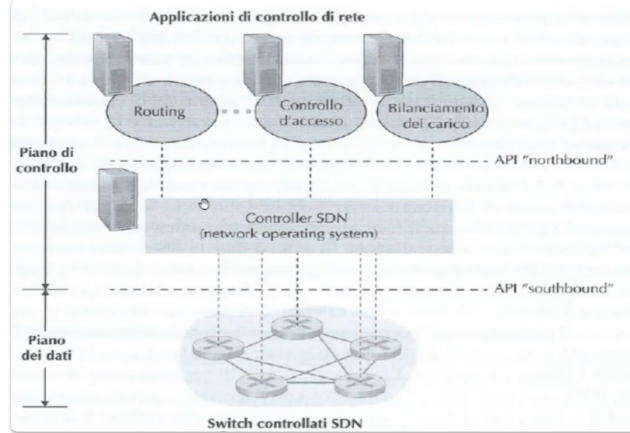 Applicazioni di controllo di rete
Routing
Controllo
d'accesso
Bilanciamento
del carico
Piano di
controllo
API "northbound"
Controller SDN
(network operating system)
API "southbound"
Piano
dei dati
Switch controllati SDN